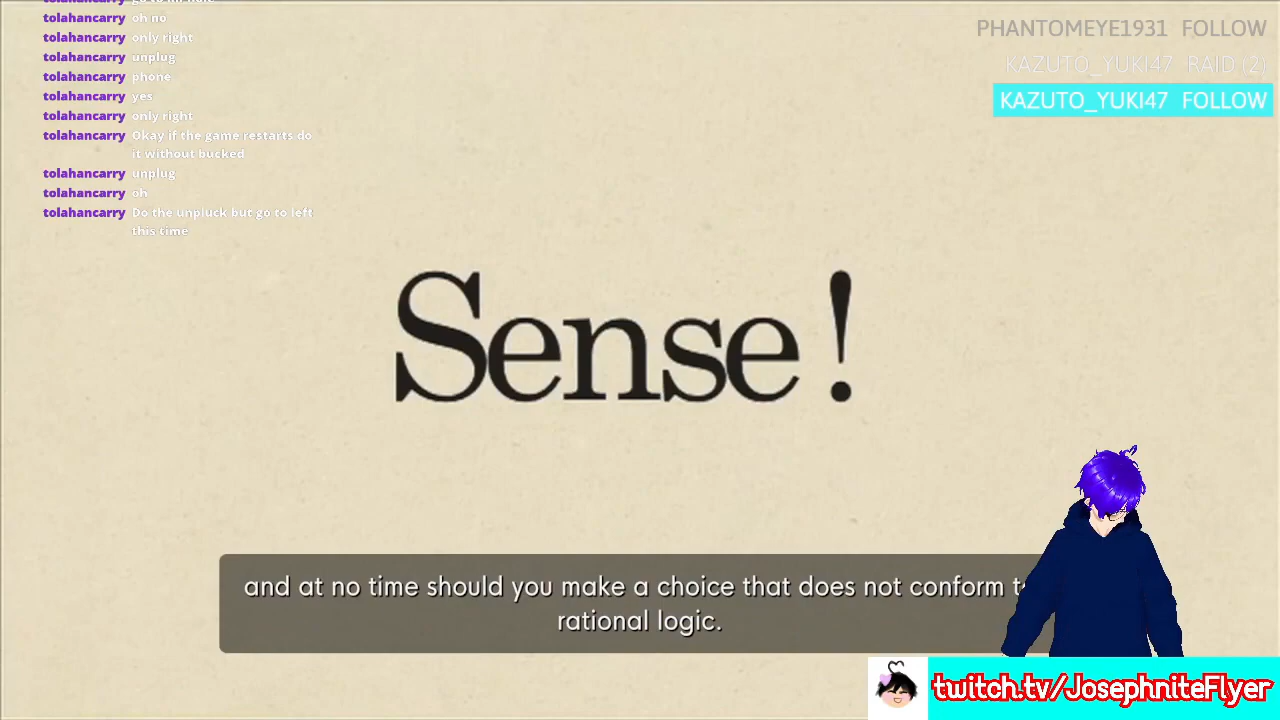 tolahancarry oh no
tolahancarry only right
tolahancarry unplug
tolahancarry phone
tolahancarry yes
tolahancarry only right
tolahancarry Okay if the game restarts do
it without bucked
tolahancarry unplug
tolahancarry oh
tolahancarry Do the unpluck but go to left
this time
PHANTOMEYE1931 FOLLOW
KAZUTO_YUKI47 RAID (2)
KAZUTO_YUKI47 FOLLOW
Sense!
and at no time should you make a choice that does not conform
rational logic.
twitch.tv/JosephniteFlyer